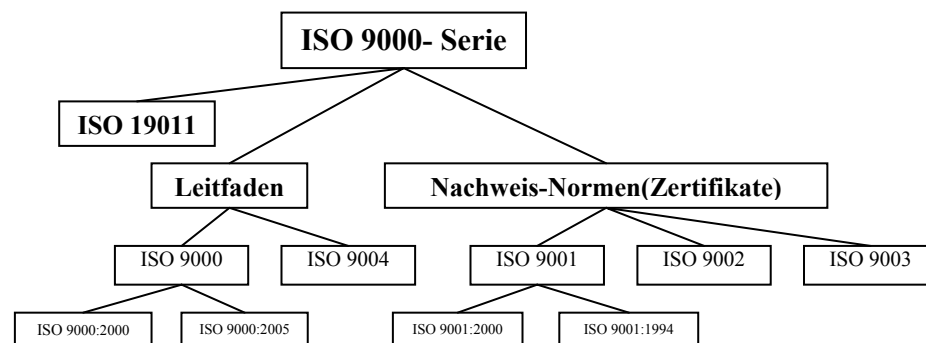 ISO 9000- Serie
ISO 19011
Leitfaden
Nachweis-Normen(Zertifikate)
ISO 9000
ISO 9004
ISO 9001
ISO 9002
ISO 9003
ISO 9000:2000
ISO 9000:2005
ISO 9001:2000
ISO 9001:1994